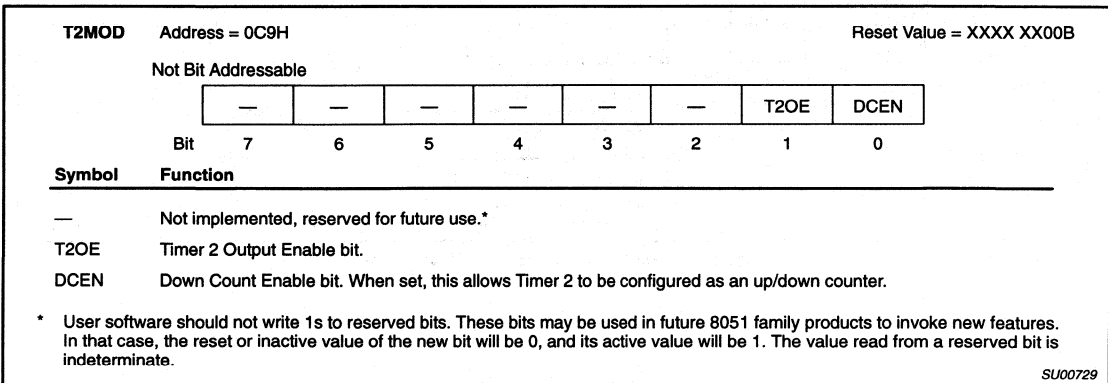 T2MOD Address = 0C9H Reset Value = XXXX XX00B
Not Bit Addressable
— — — — — — T2OE DCEN
Bit 7 6 5 4 3 2 1 0
Symbol Function
— Not implemented, reserved for future use.*
T2OE Timer 2 Output Enable bit.
DCEN Down Count Enable bit. When set, this allows Timer 2 to be configured as an up/down counter.
* User software should not write 1s to reserved bits. These bits may be used in future 8051 family products to invoke new features.
In that case, the reset or inactive value of the new bit will be 0, and its active value will be 1. The value read from a reserved bit is
indeterminate.
SU00729